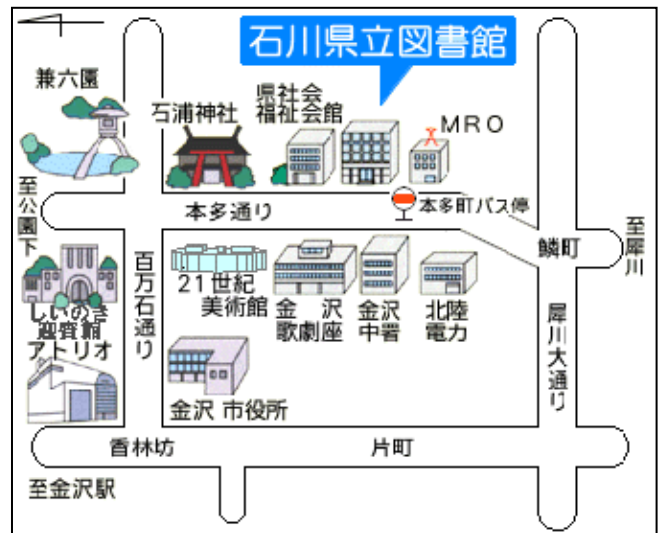 石川県立図書館
兼六園
石浦神社
県社会
福祉会館
MRO
至公園下
本多通り
本多町バス停
至犀川
鱗町
百万石通り
しいのき
迎賓館
アトリオ
21世紀
美術館
金沢
歌劇座
金沢
中署
北陸
電力
犀川大通り
金沢市役所
香林坊
片町
至金沢駅